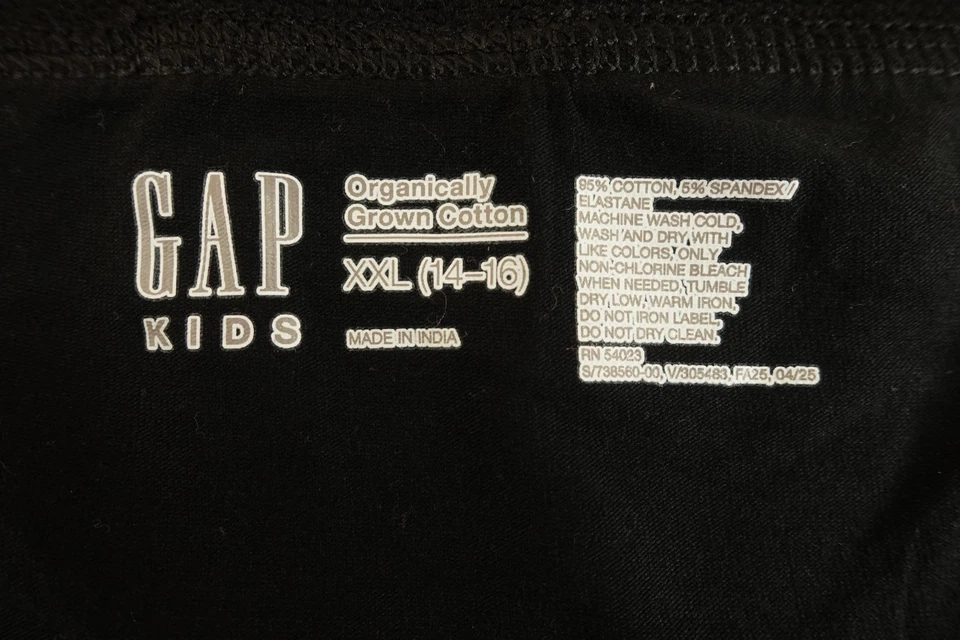 GAP
KIDS
Organically
Grown Cotton
XXL (14–16)
MADE IN INDIA
95% COTTON, 5% SPANDEX/
ELASTANE
MACHINE WASH COLD,
WASH AND DRY WITH
LIKE COLORS, ONLY
NON-CHLORINE BLEACH
WHEN NEEDED, TUMBLE
DRY LOW, WARM IRON,
DO NOT IRON LABEL,
DO NOT DRY CLEAN.
RN 54023
S/738560-00, V/305483, FA25, 04/25